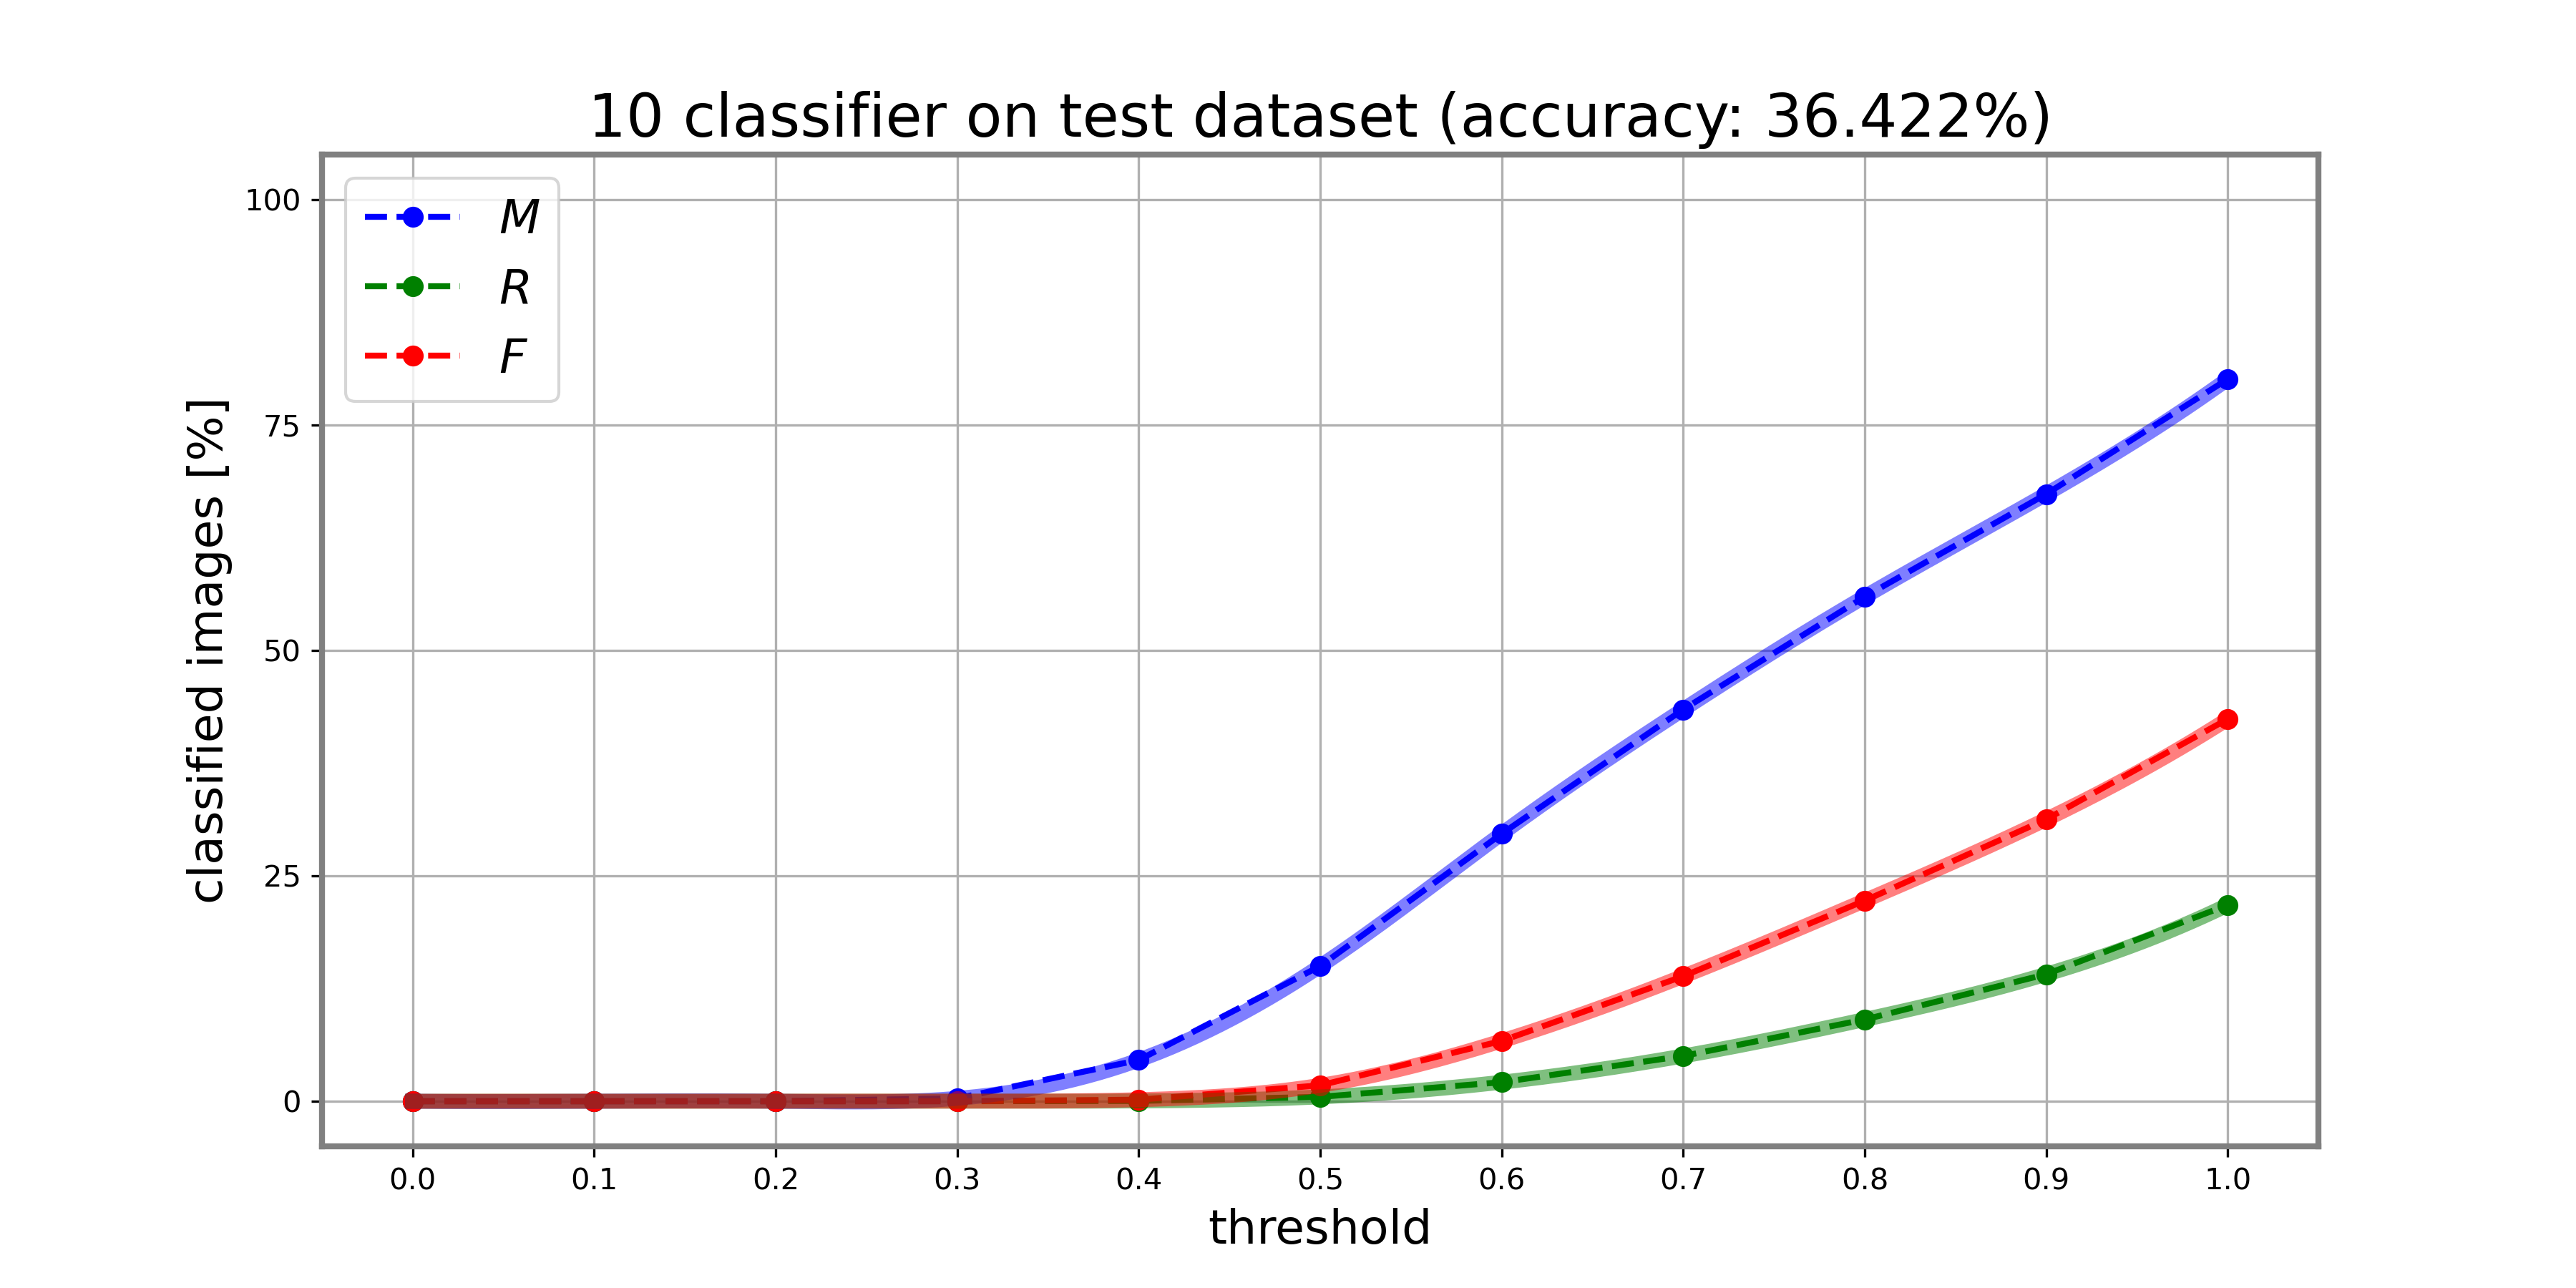 10 classifier on test dataset (accuracy: 36.422%)
M
R
F
classified images [%]
100
75
50
25
0
0.0 0.1 0.2 0.3 0.4 0.5 0.6 0.7 0.8 0.9 1.0
threshold